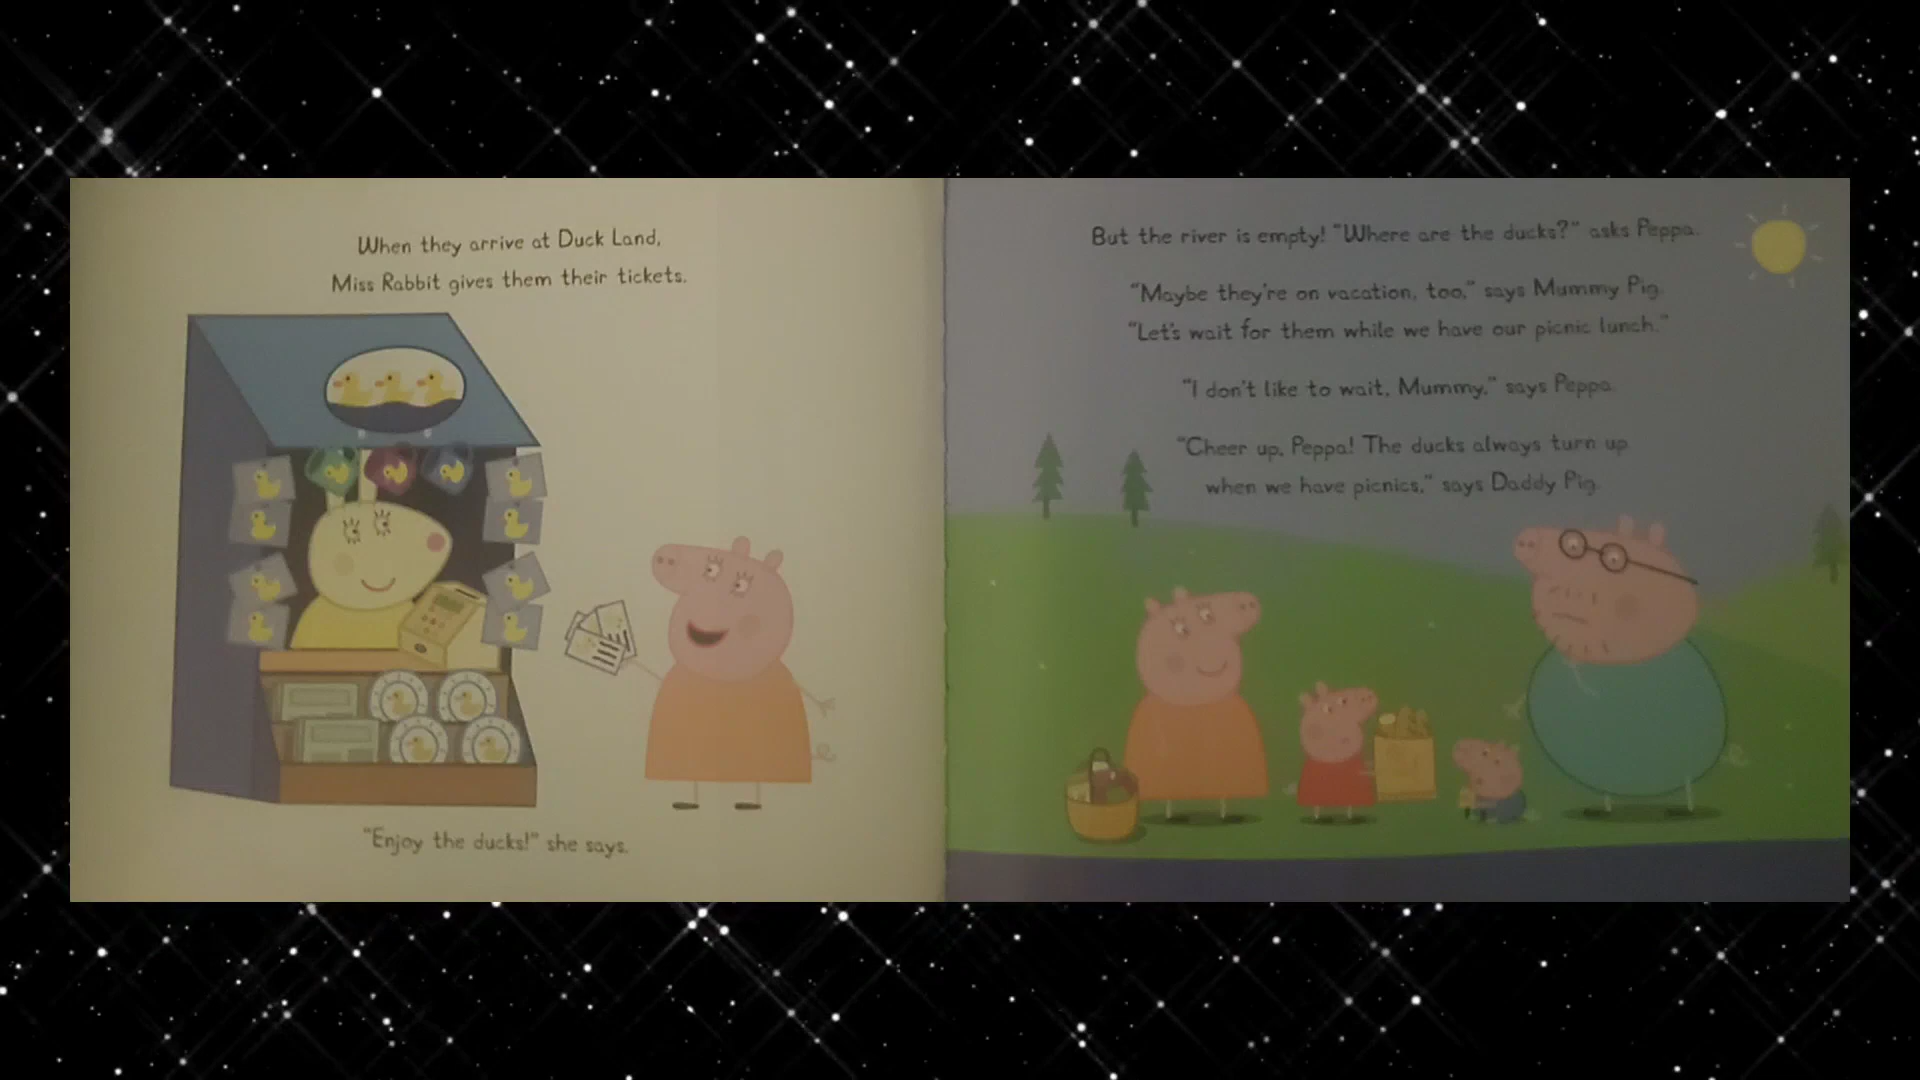 When they arrive at Duck Land,
Miss Rabbit gives them their tickets.
"Enjoy the ducks!" she says.
But the river is empty! "Where are the ducks?" asks Peppa.
"Maybe they're on vacation, too," says Mummy Pig.
"Let's wait for them while we have our picnic lunch."
"I don't like to wait, Mummy," says Peppa.
"Cheer up, Peppa! The ducks always turn up
when we have picnics," says Daddy Pig.